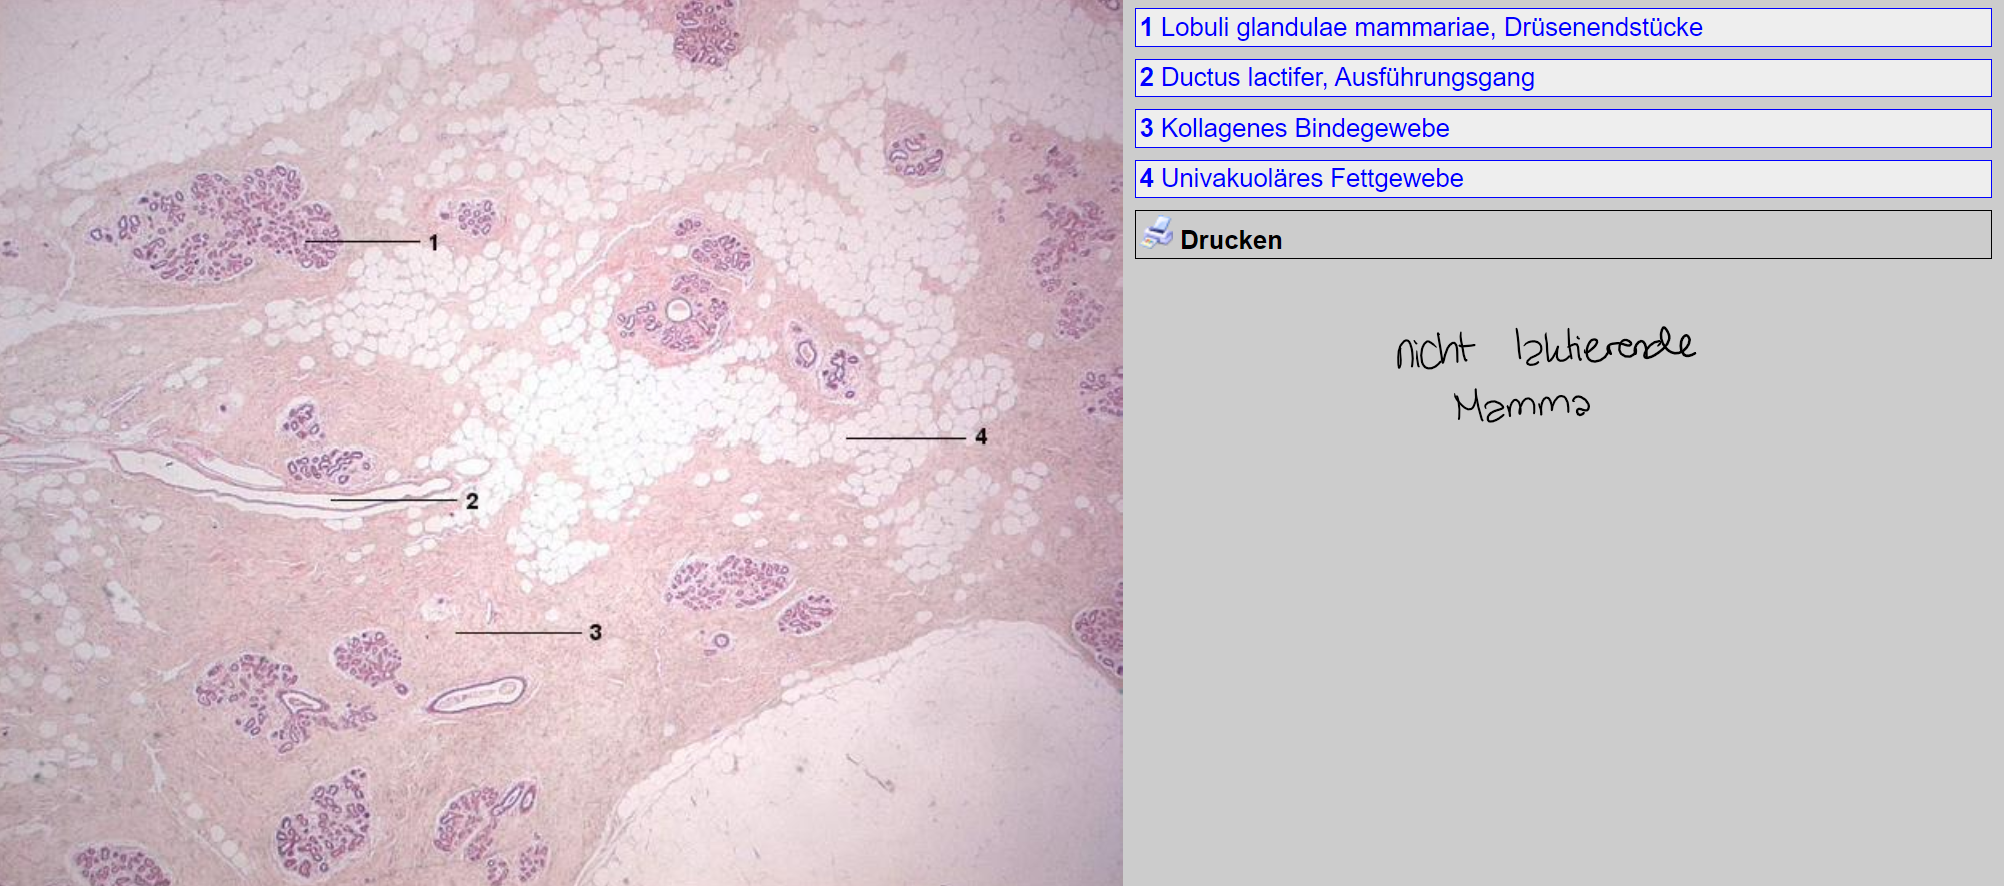 1
2
3
4
1 Lobuli glandulae mammariae, Drüsenendstücke
2 Ductus lactifer, Ausführungsgang
3 Kollagenes Bindegewebe
4 Univakuoläres Fettgewebe
Drucken
nicht laktierende
Mamma